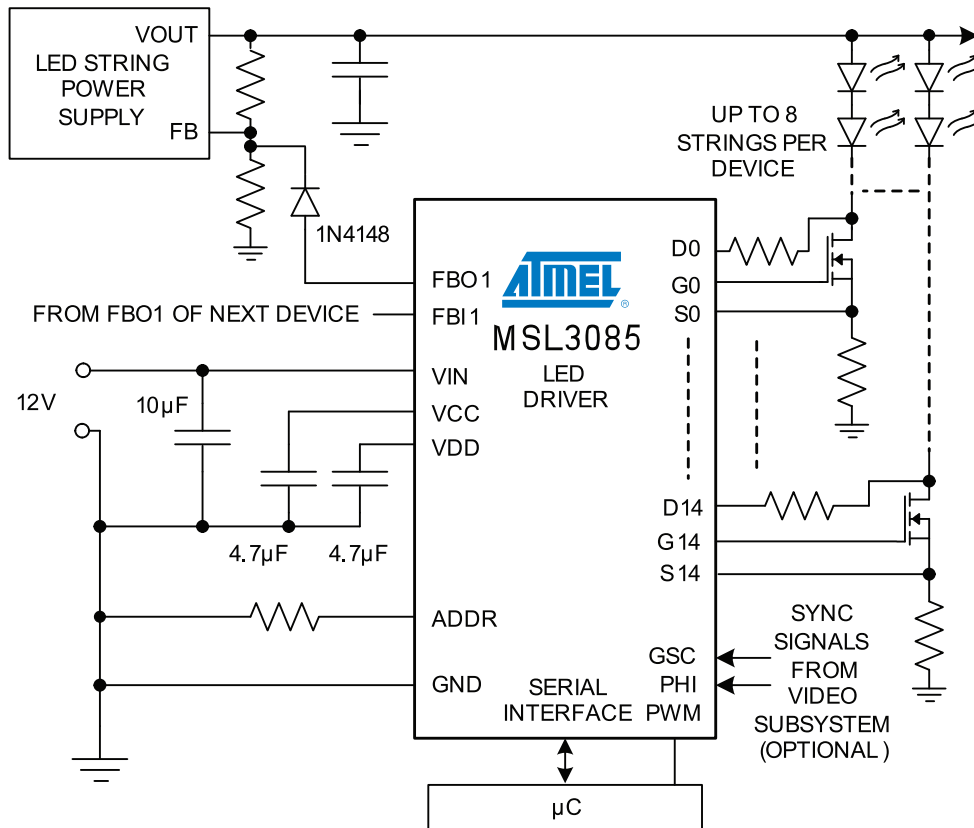 VOUT
LED STRING
POWER
SUPPLY
FB
UP TO 8
STRINGS PER
DEVICE
1N4148
ATMEL
®
MSL3085
LED
DRIVER
FBO1
FROM FBO1 OF NEXT DEVICE
FBI1
VIN
12V
10µF
VCC
VDD
4.7µF
4.7µF
ADDR
GND
D0
G0
S0
D14
G14
S14
GSC
PHI
PWM
SERIAL
INTERFACE
SYNC
SIGNALS
FROM
VIDEO
SUBSYSTEM
(OPTIONAL )
µC